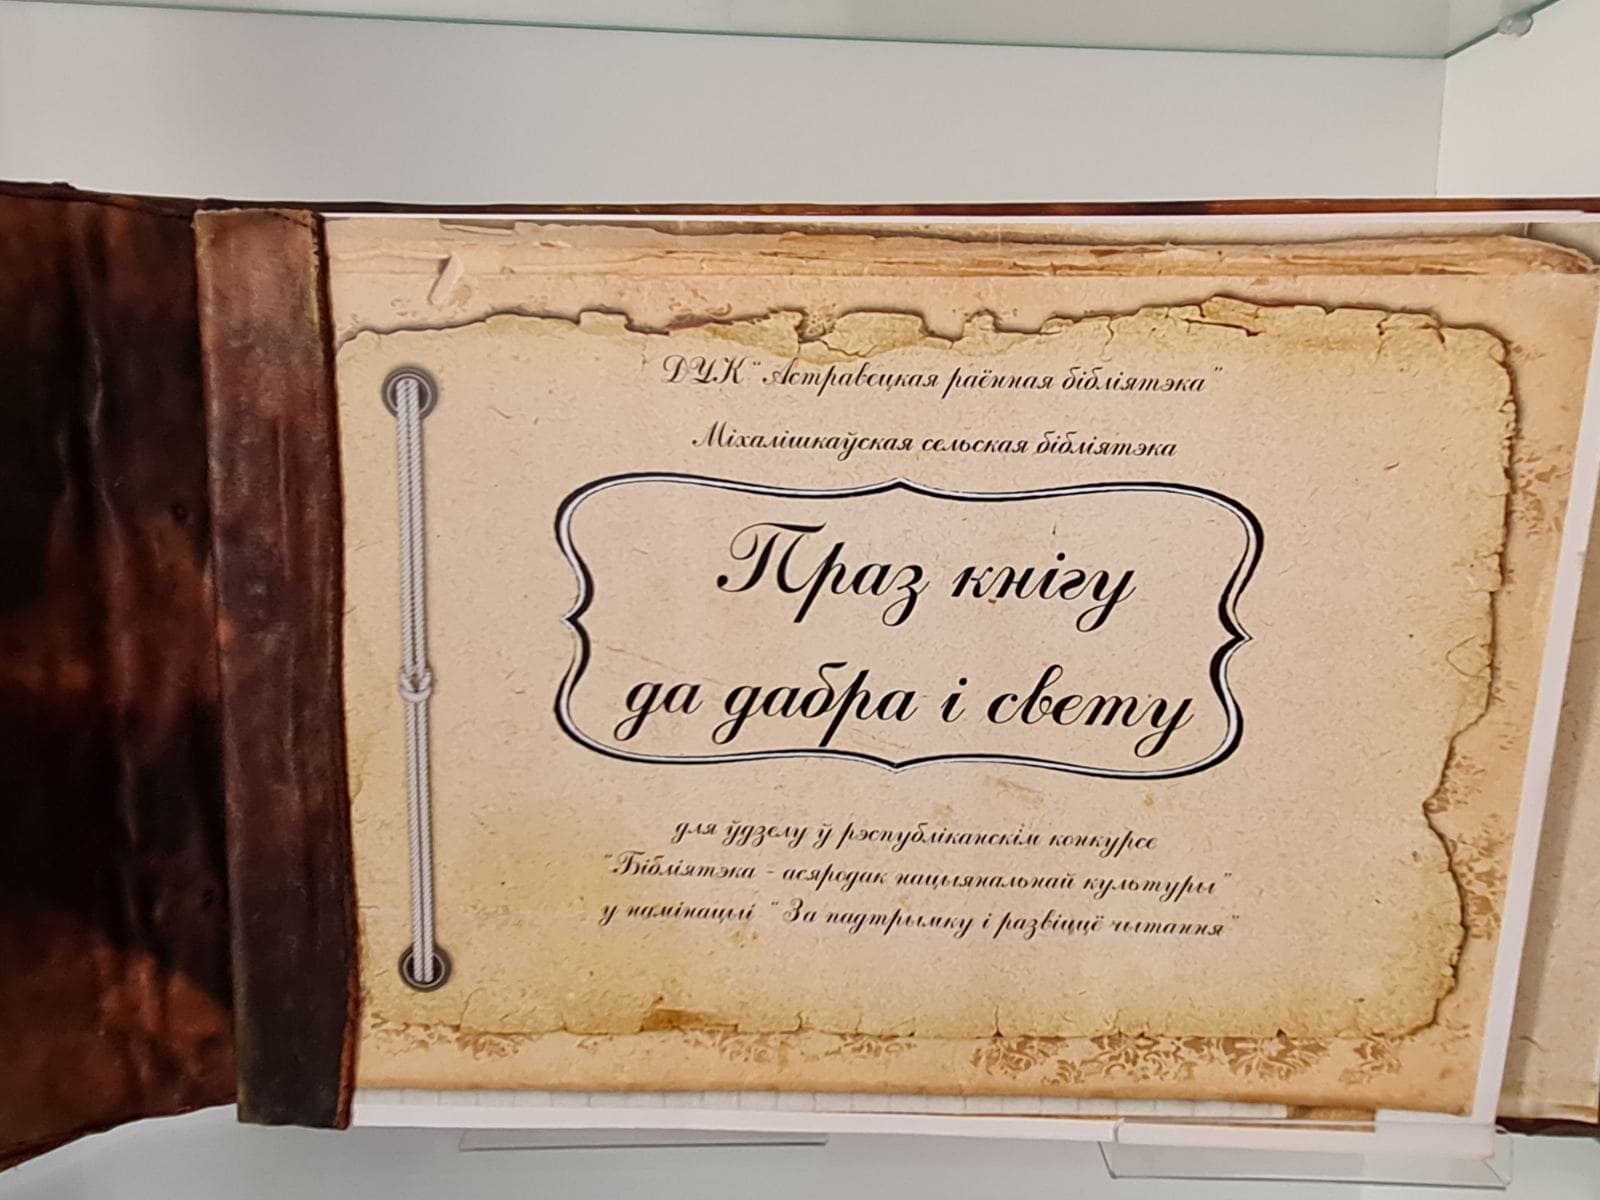 ДУК "Астравецкая раённая бібліятэка"
Міхалішкаўская сельская бібліятэка
Праз кнігу
да дабра і свету
для ўдзелу ў рэспубліканскім конкурсе
"Бібліятэка - асяродак нацыянальнай культуры"
у намінацыі "За падтрымку і развіццё чытання"